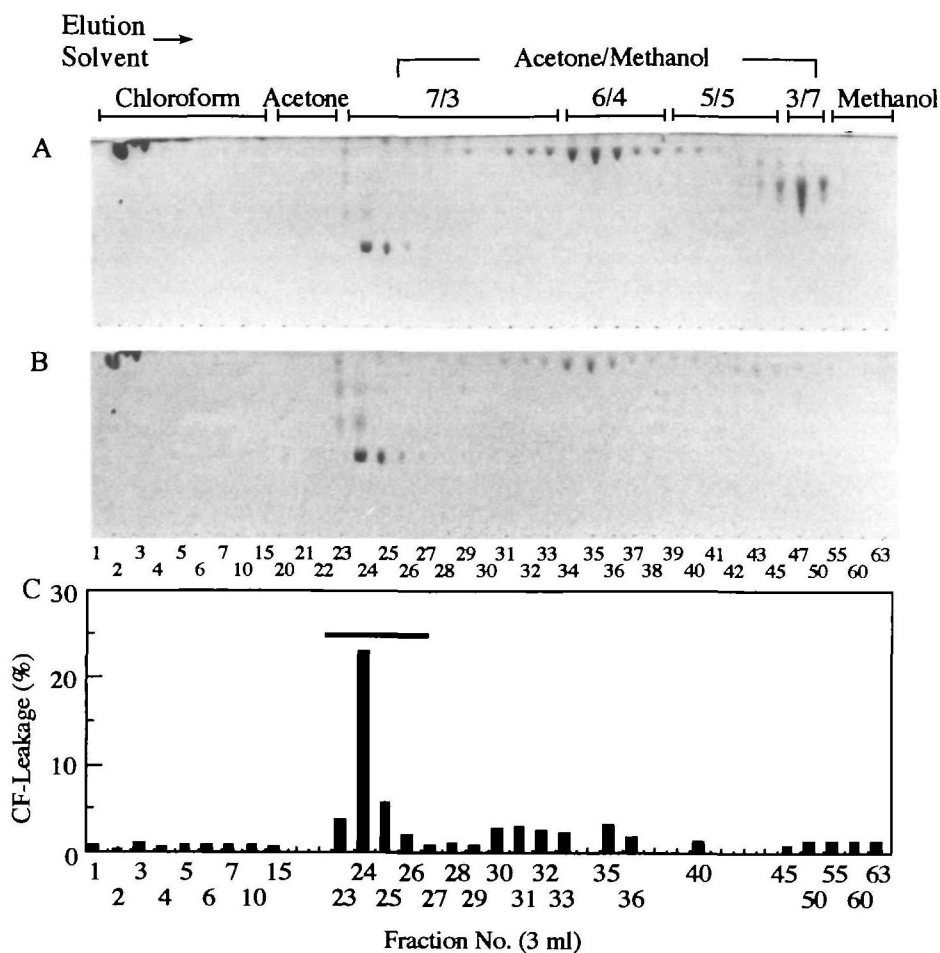 Elution
Solvent
Acetone/Methanol
Chloroform Acetone 7/3 6/4 5/5 3/7 Methanol
A
B
1 3 5 7 15 21 23 25 27 29 31 33 35 37 39 41 43 47 55 63
2 4 6 10 20 22 24 26 28 30 32 34 36 38 40 42 45 50 60
C
CF-Leakage (%)
30
20
10
0
1 3 5 7 15 24 26 28 30 32 35 40 45 55 63
2 4 6 10 23 25 27 29 31 33 36 50 60
Fraction No. (3 ml)